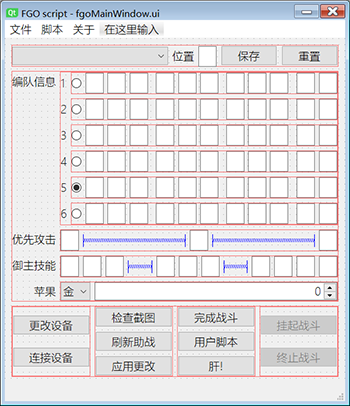 FGO script - fgoMainWindow.ui
文件 脚本 关于 在这里输入
位置 保存 重置
编队信息 1
2
3
4
5
6
优先攻击
御主技能
苹果 金 0
更改设备 检查截图 完成战斗 挂起战斗
刷新助战 用户脚本
连接设备 应用更改 肝! 终止战斗